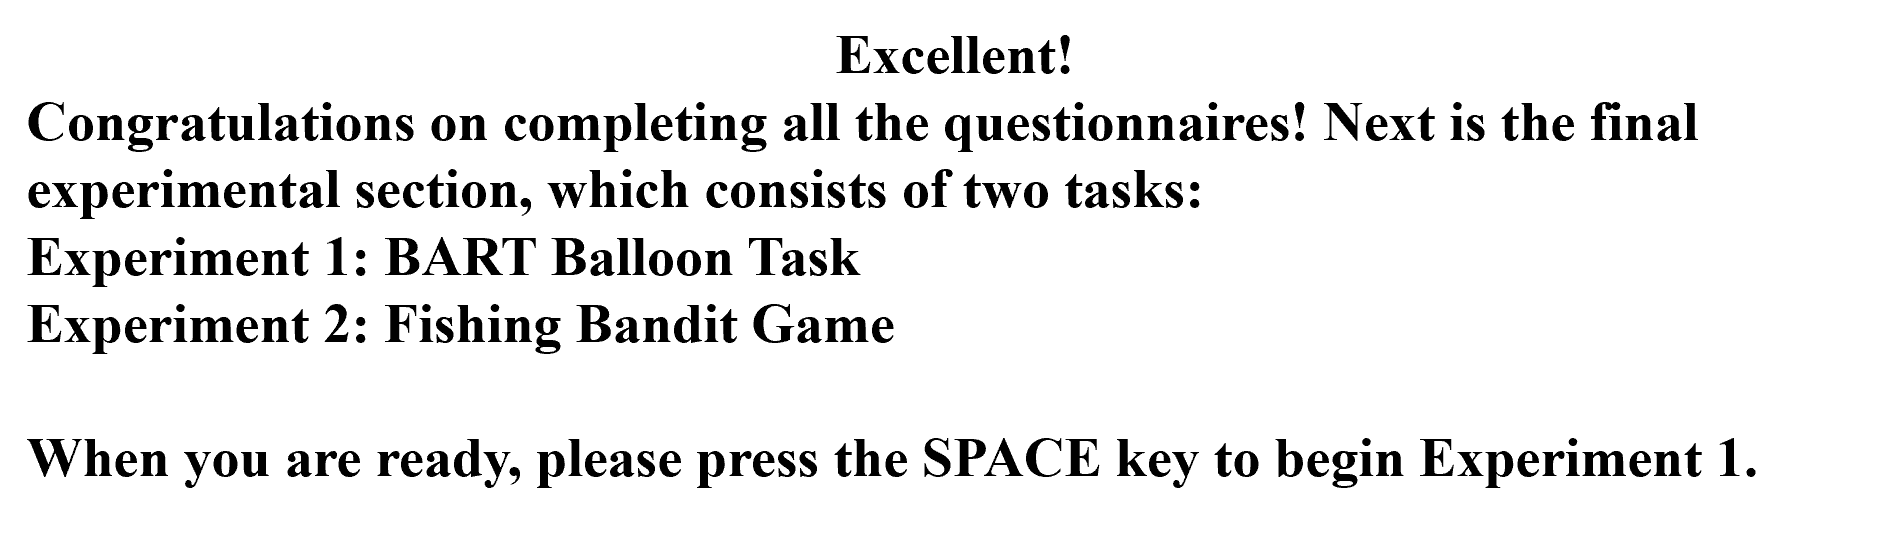 Excellent!
Congratulations on completing all the questionnaires! Next is the final
experimental section, which consists of two tasks:
Experiment 1: BART Balloon Task
Experiment 2: Fishing Bandit Game
When you are ready, please press the SPACE key to begin Experiment 1.